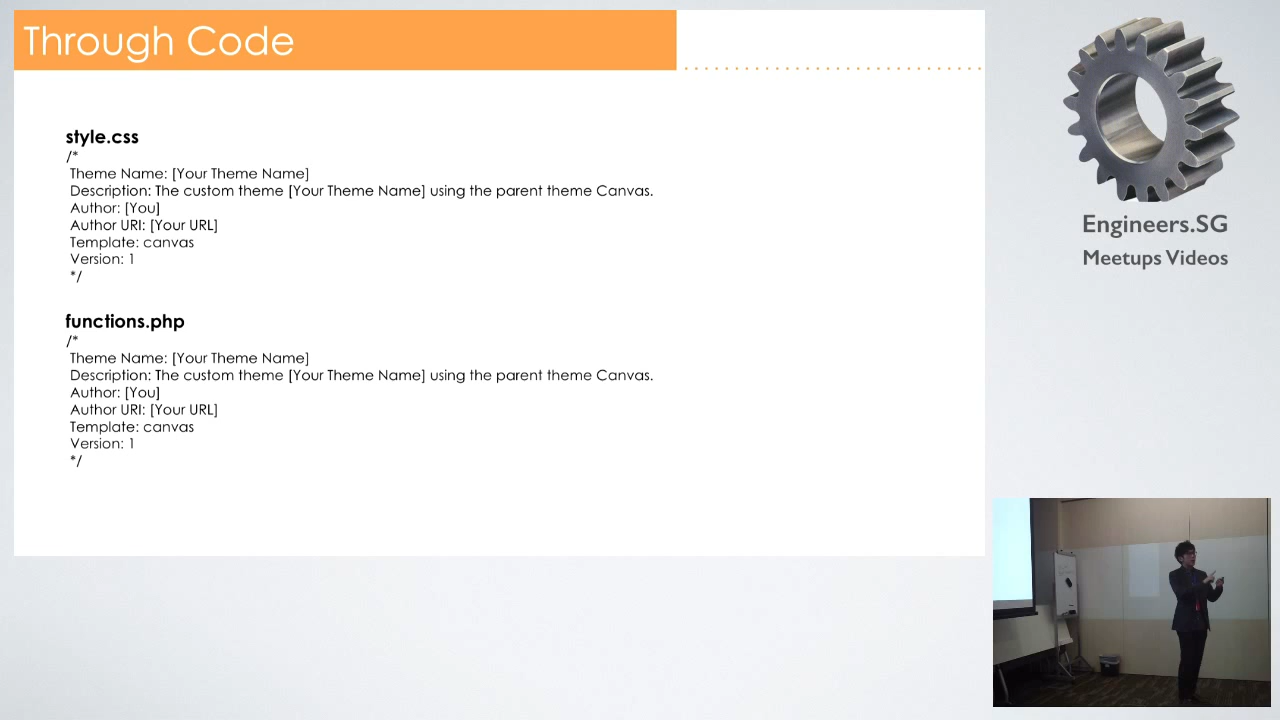 Through Code
style.css
/*
Theme Name: [Your Theme Name]
Description: The custom theme [Your Theme Name] using the parent theme Canvas.
Author: [You]
Author URI: [Your URL]
Template: canvas
Version: 1
*/
functions.php
/*
Theme Name: [Your Theme Name]
Description: The custom theme [Your Theme Name] using the parent theme Canvas.
Author: [You]
Author URI: [Your URL]
Template: canvas
Version: 1
*/
Engineers.SG
Meetups Videos